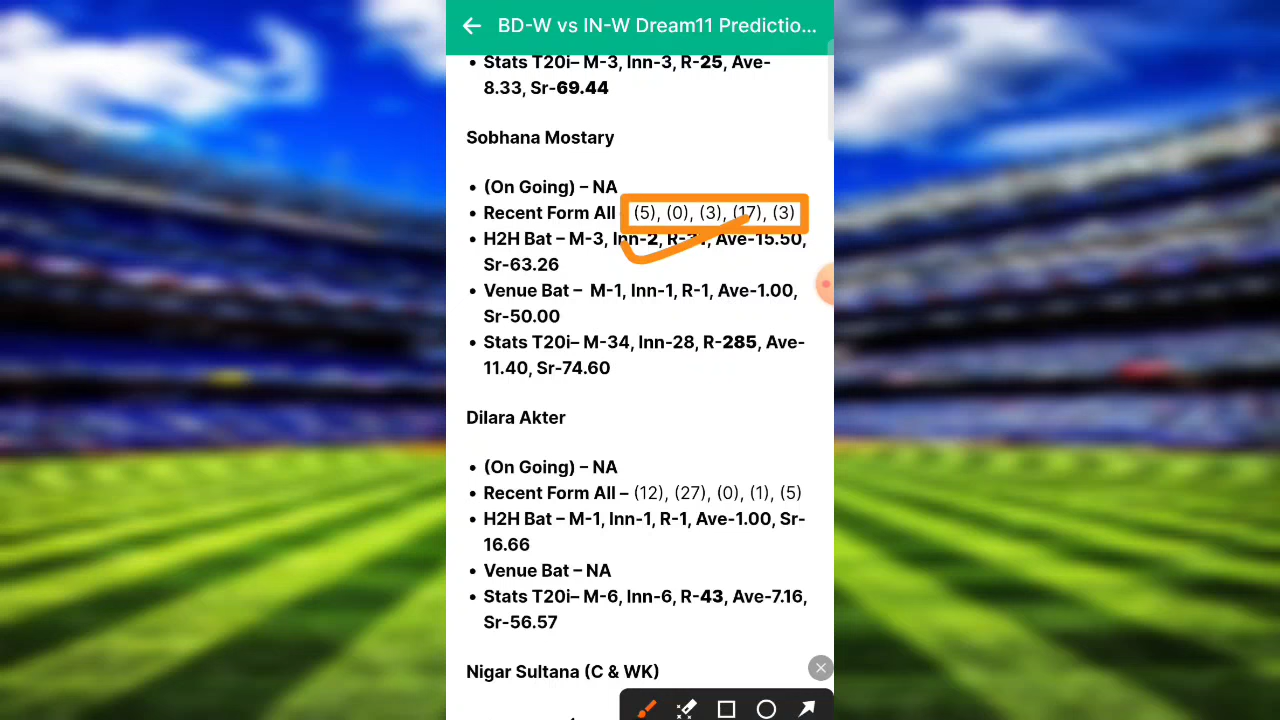 BD-W vs IN-W Dream11 Predictio...
• Stats T20i– M-3, Inn-3, R-25, Ave-
8.33, Sr-69.44
Sobhana Mostary
• (On Going) – NA
• Recent Form All (5), (0), (3), (17), (3)
• H2H Bat – M-3, Inn-2, Ave-15.50,
Sr-63.26
• Venue Bat – M-1, Inn-1, R-1, Ave-1.00,
Sr-50.00
• Stats T20i– M-34, Inn-28, R-285, Ave-
11.40, Sr-74.60
Dilara Akter
• (On Going) – NA
• Recent Form All – (12), (27), (0), (1), (5)
• H2H Bat – M-1, Inn-1, R-1, Ave-1.00, Sr-
16.66
• Venue Bat – NA
• Stats T20i– M-6, Inn-6, R-43, Ave-7.16,
Sr-56.57
Nigar Sultana (C & WK)